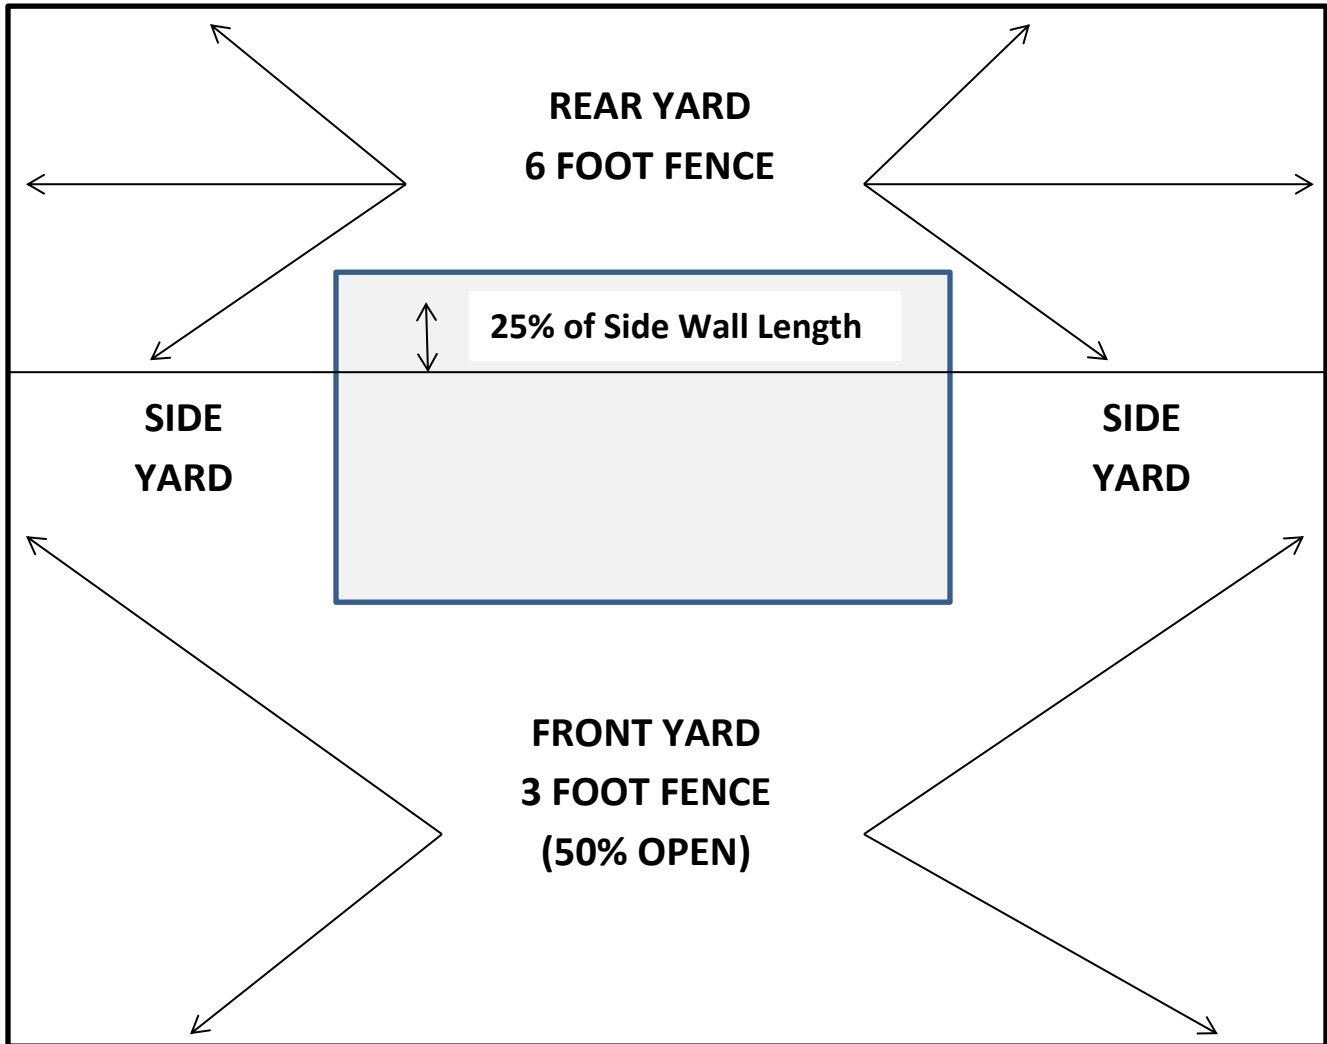 REAR YARD
6 FOOT FENCE
25% of Side Wall Length
SIDE
YARD
SIDE
YARD
FRONT YARD
3 FOOT FENCE
(50% OPEN)